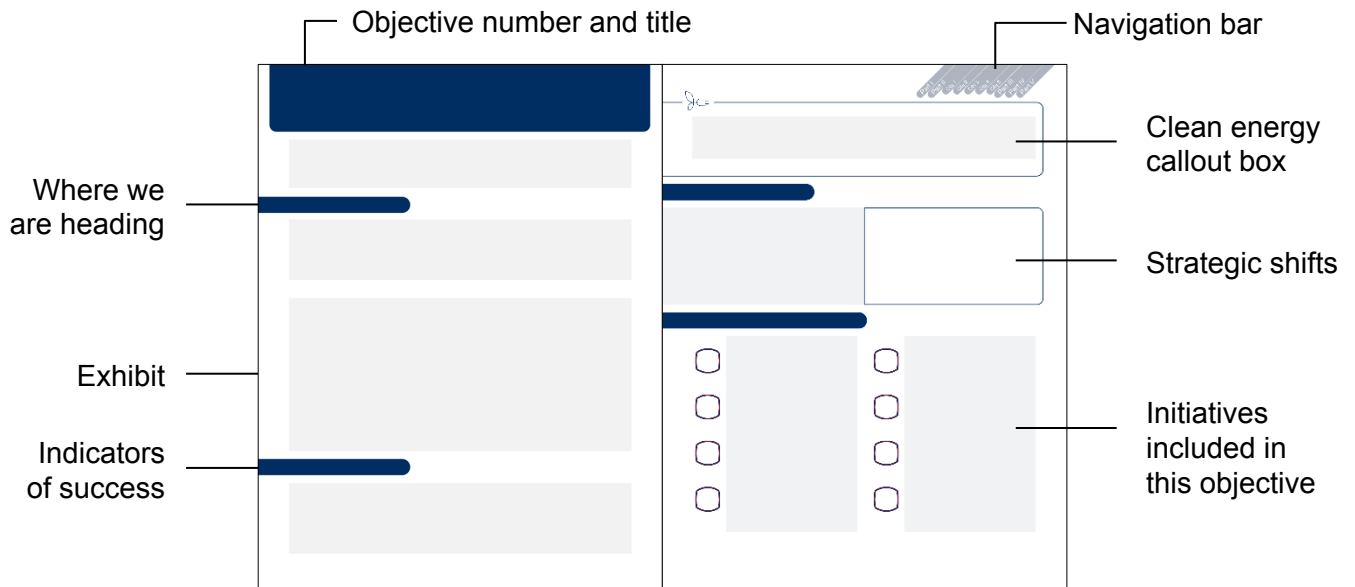 Objective number and title
Navigation bar
Clean energy
callout box
Where we
are heading
Strategic shifts
Exhibit
Initiatives
included in
this objective
Indicators
of success